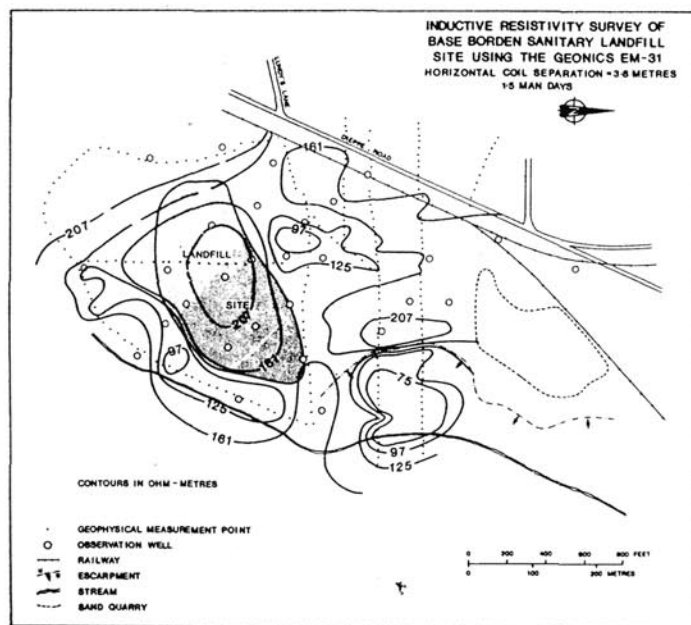 INDUCTIVE RESISTIVITY SURVEY OF
BASE BORDEN SANITARY LANDFILL
SITE USING THE GEONICS EM-31
HORIZONTAL COIL SEPARATION = 3·8 METRES
1·5 MAN DAYS
LUNDY'S LANE
DIEPPE ROAD
161
207
97
125
LANDFILL
SITE
207
207
97
161
75
125
161
97
125
CONTOURS IN OHM - METRES
GEOPHYSICAL MEASUREMENT POINT
OBSERVATION WELL
RAILWAY
ESCARPMENT
STREAM
SAND QUARRY
0 200 400 600 800 FEET
0 100 200 METRES